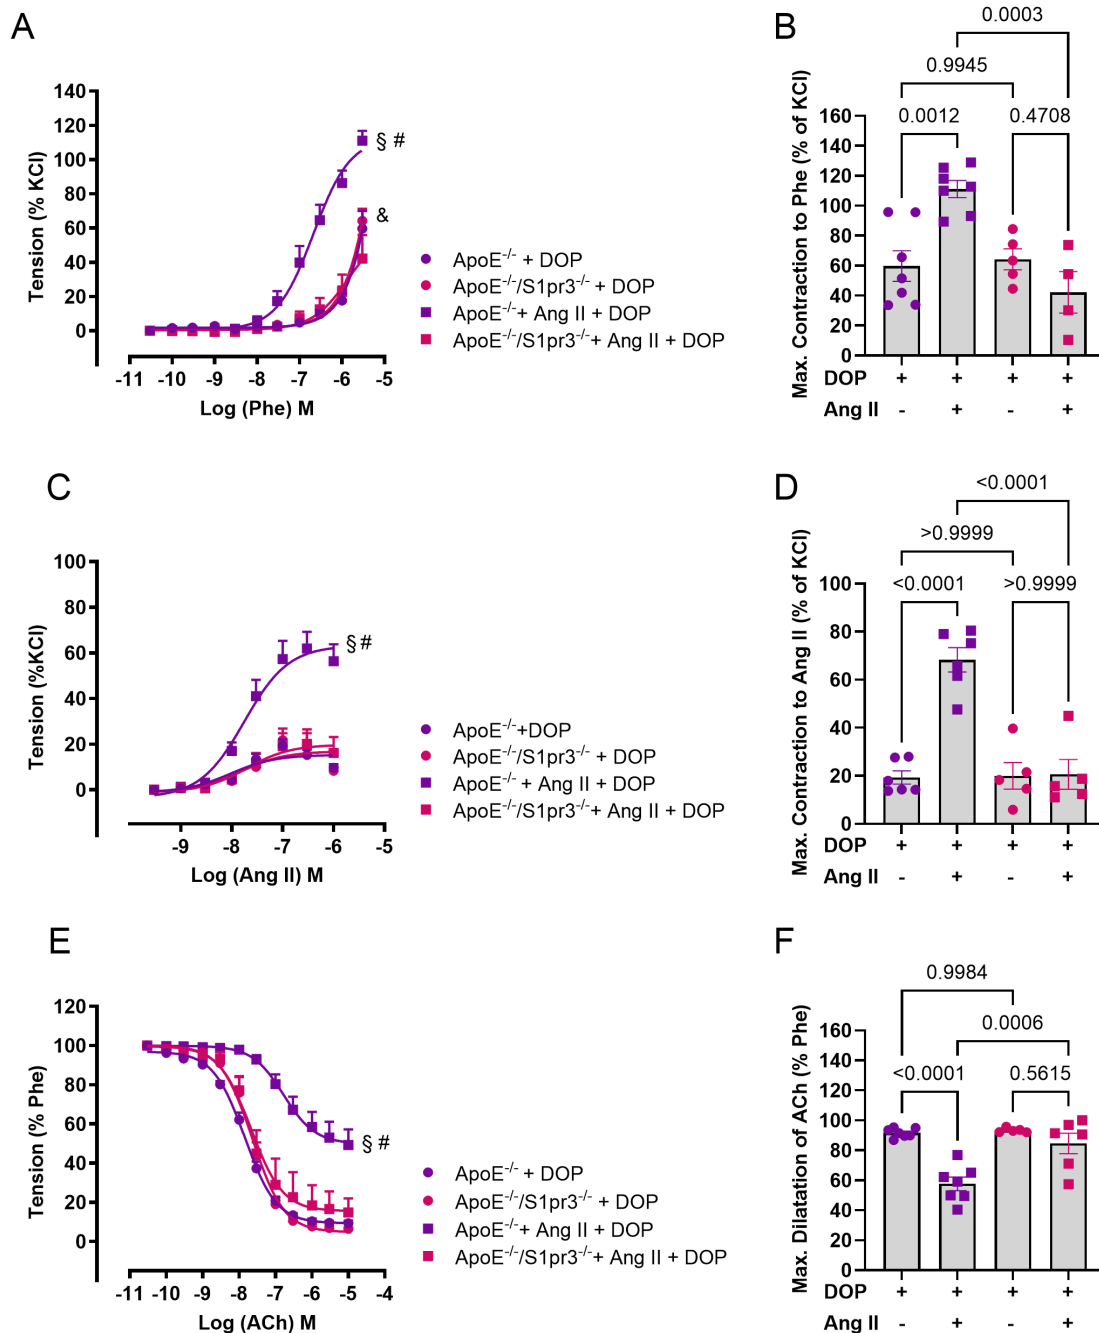 A
Tension (% KCl)
140
120
100
80
60
40
20
0
-11 -10 -9 -8 -7 -6 -5 -4
Log (Phe) M
§ #
&
ApoE-/- + DOP
ApoE-/-/S1pr3-/- + DOP
ApoE-/-+ Ang II + DOP
ApoE-/-/S1pr3-/-+ Ang II + DOP
B
Max. Contraction to Phe (% of KCl)
0.0003
0.9945
0.0012 0.4708
160
140
120
100
80
60
40
20
0
DOP + + + +
Ang II - + - +
C
Tension (%KCl)
100
80
60
40
20
0
-9 -8 -7 -6 -5
Log (Ang II) M
§ #
ApoE-/-+DOP
ApoE-/-/S1pr3-/- + DOP
ApoE-/- + Ang II + DOP
ApoE-/-/S1pr3-/-+ Ang II + DOP
D
Max. Contraction to Ang II (% of KCl)
<0.0001
>0.9999
<0.0001 >0.9999
100
80
60
40
20
0
DOP + + + +
Ang II - + - +
E
Tension (% Phe)
120
100
80
60
40
20
0
-11 -10 -9 -8 -7 -6 -5 -4
Log (ACh) M
§ #
ApoE-/- + DOP
ApoE-/-/S1pr3-/- + DOP
ApoE-/-+ Ang II + DOP
ApoE-/-/S1pr3-/-+ Ang II + DOP
F
Max. Dilatation of ACh (% Phe)
0.9984
0.0006
<0.0001 0.5615
160
140
120
100
80
60
40
20
0
DOP + + + +
Ang II - + - +